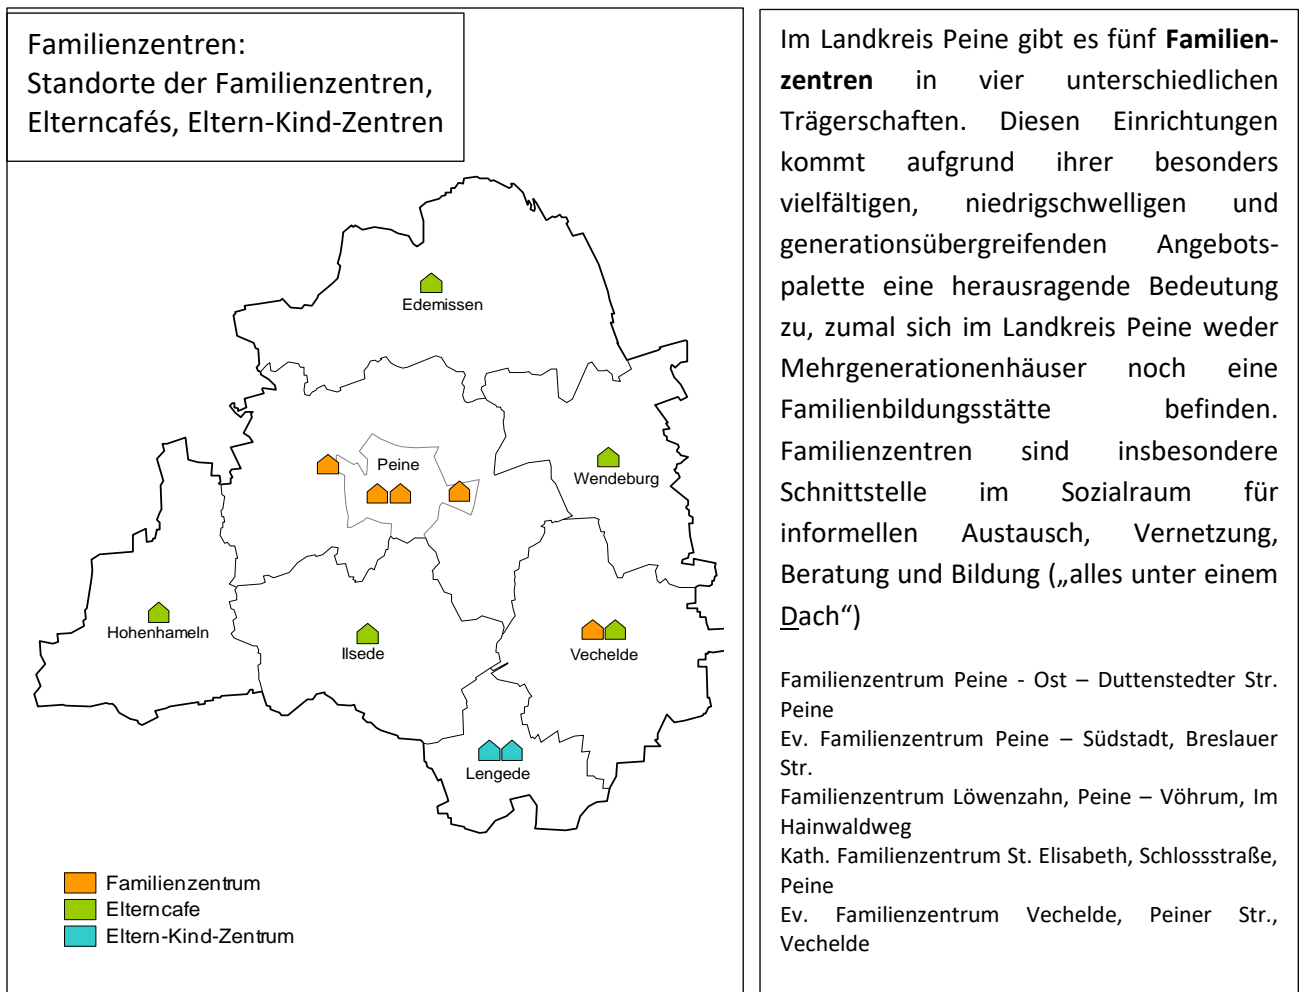 Familienzentren:
Standorte der Familienzentren,
Elterncafés, Eltern-Kind-Zentren
Edemissen
Peine
Wendeburg
Hohenhameln
Ilsede
Vechelde
Lengede
Familienzentrum
Elterncafe
Eltern-Kind-Zentrum
Im Landkreis Peine gibt es fünf Familien-
zentren in vier unterschiedlichen
Trägerschaften. Diesen Einrichtungen
kommt aufgrund ihrer besonders
vielfältigen, niedrigschwelligen und
generationsübergreifenden Angebots-
palette eine herausragende Bedeutung
zu, zumal sich im Landkreis Peine weder
Mehrgenerationenhäuser noch eine
Familienbildungsstätte befinden.
Familienzentren sind insbesondere
Schnittstelle im Sozialraum für
informellen Austausch, Vernetzung,
Beratung und Bildung („alles unter einem
Dach“)
Familienzentrum Peine - Ost – Duttenstedter Str.
Peine
Ev. Familienzentrum Peine – Südstadt, Breslauer
Str.
Familienzentrum Löwenzahn, Peine – Vöhrum, Im
Hainwaldweg
Kath. Familienzentrum St. Elisabeth, Schlossstraße,
Peine
Ev. Familienzentrum Vechelde, Peiner Str.,
Vechelde